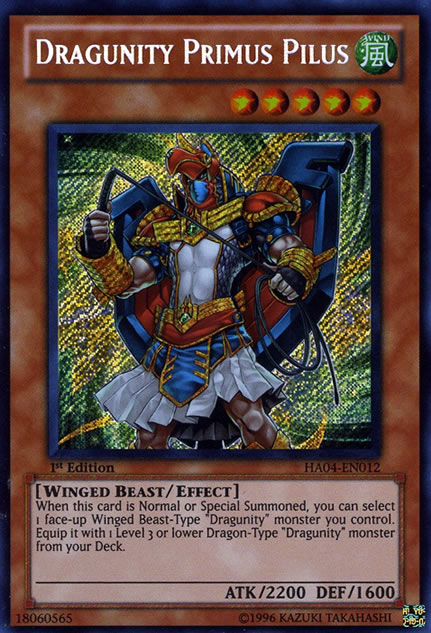 DRAGUNITY PRIMUS PILUS
WIND
風
1st Edition
HA04-EN012
[WINGED BEAST/EFFECT]
When this card is Normal or Special Summoned, you can select
1 face-up Winged Beast-Type "Dragunity" monster you control.
Equip it with 1 Level 3 or lower Dragon-Type "Dragunity" monster
from your Deck.
ATK/2200 DEF/1600
18060565
©1996 KAZUKI TAKAHASHI